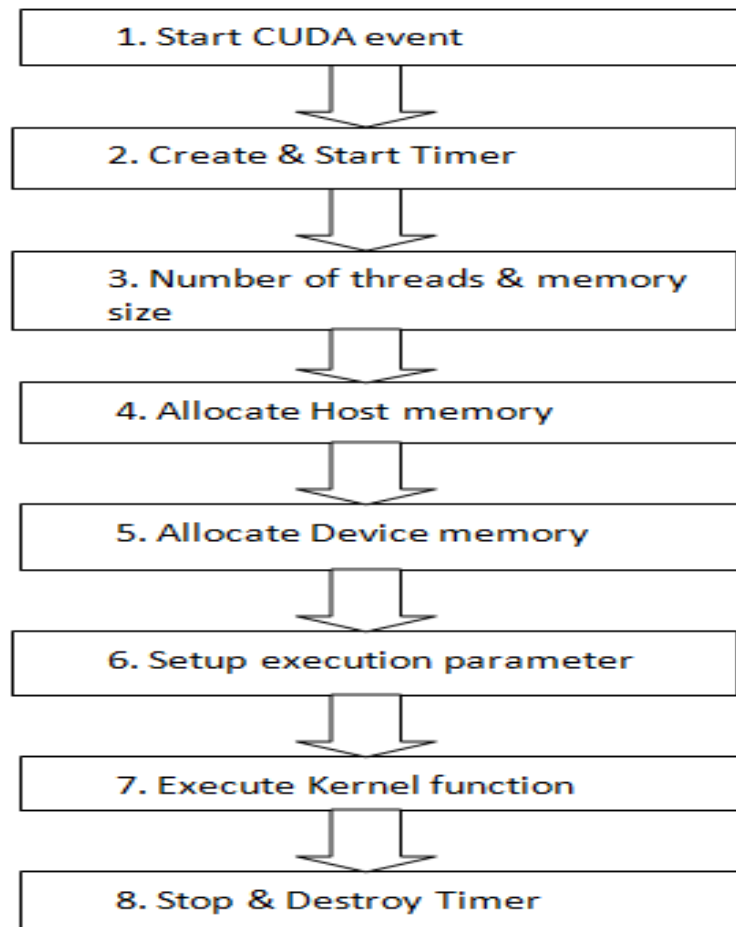 1. Start CUDA event
2. Create & Start Timer
3. Number of threads & memory
size
4. Allocate Host memory
5. Allocate Device memory
6. Setup execution parameter
7. Execute Kernel function
8. Stop & Destroy Timer